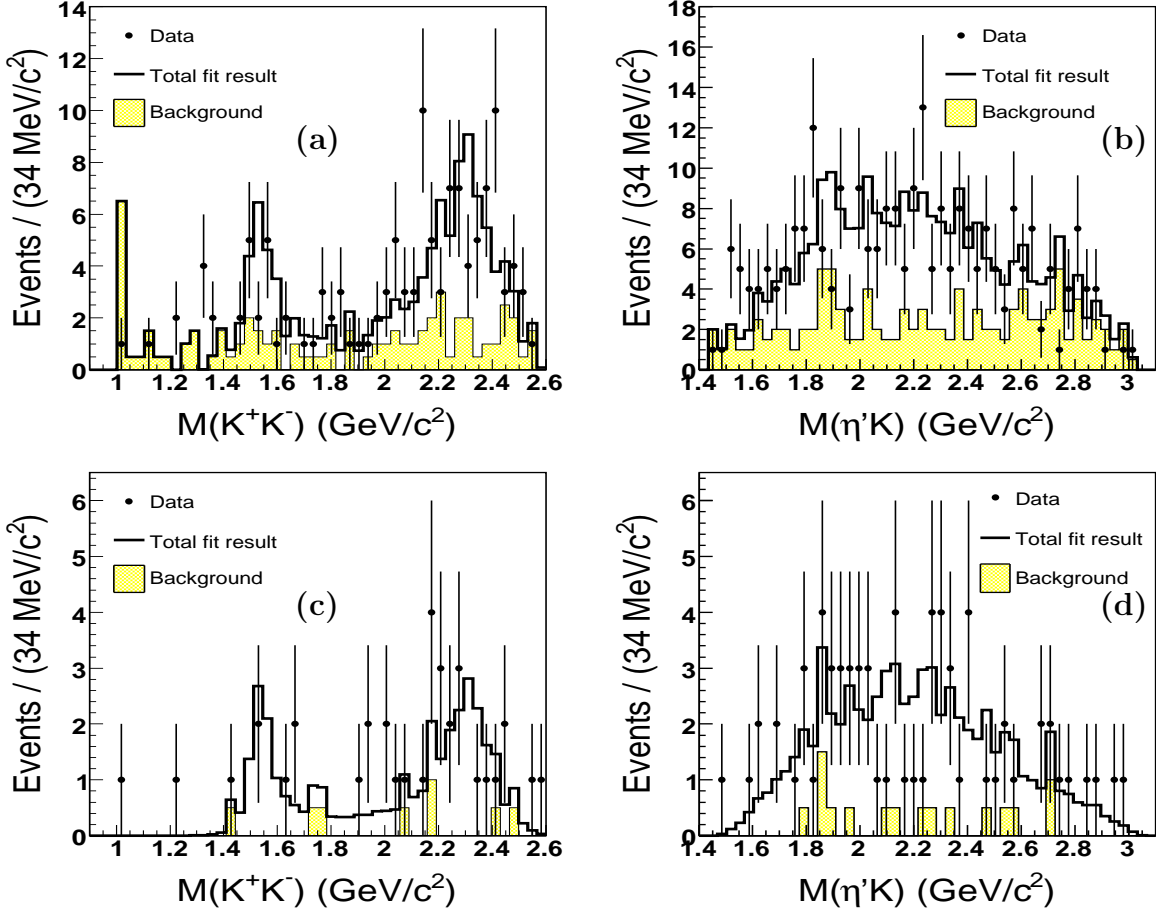 14
12
10
8
6
4
2
0
Events / (34 MeV/c²)
Data
Total fit result
Background
(a)
1 1.2 1.4 1.6 1.8 2 2.2 2.4 2.6
M(K⁺K⁻) (GeV/c²)
18
16
14
12
10
8
6
4
2
0
Events / (34 MeV/c²)
Data
Total fit result
Background
(b)
1.4 1.6 1.8 2 2.2 2.4 2.6 2.8 3
M(η'K) (GeV/c²)
6
5
4
3
2
1
0
Events / (34 MeV/c²)
Data
Total fit result
Background
(c)
1 1.2 1.4 1.6 1.8 2 2.2 2.4 2.6
M(K⁺K⁻) (GeV/c²)
6
5
4
3
2
1
0
Events / (34 MeV/c²)
Data
Total fit result
Background
(d)
1.4 1.6 1.8 2 2.2 2.4 2.6 2.8 3
M(η'K) (GeV/c²)